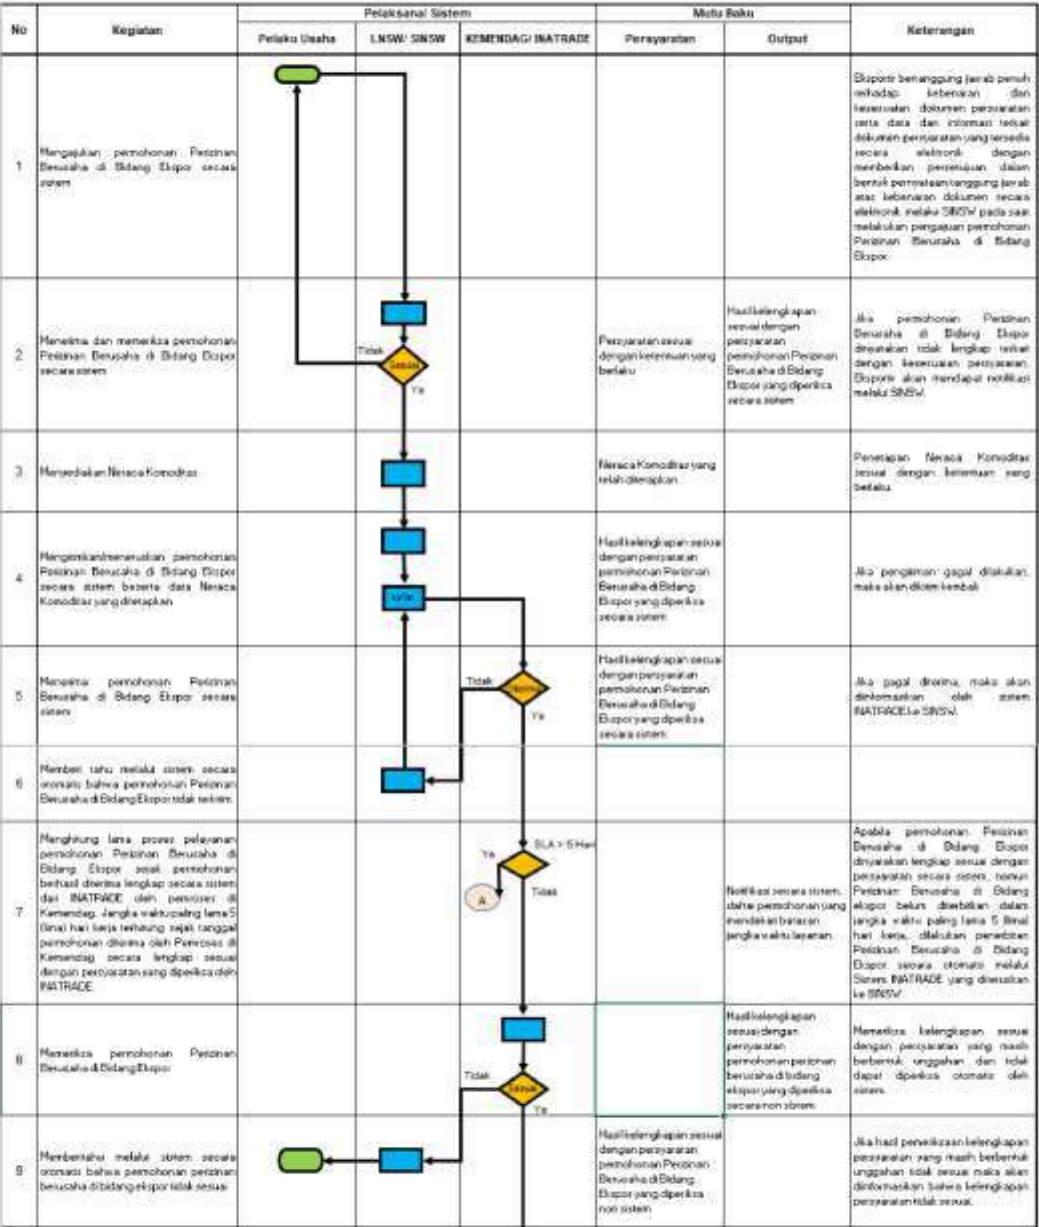 No
Kegiatan
Pelaksana/ Sistem
Mutu Baku
Keterangan
Pelaku Usaha
LNSW/ SINSW
KEMENDAG/ INATRADE
Persyaratan
Output
1
Mengajukan permohonan Perizinan
Berusaha di Bidang Ekspor secara
sistem
Eksportir bertanggung jawab penuh
terhadap kebenaran dan
kesesuaian dokumen persyaratan
serta data dan informasi terkait
dokumen persyaratan yang tersedia
secara elektronik dengan
memberikan persetujuan dalam
bentuk pernyataan tanggung jawab
atas kebenaran dokumen secara
elektronik melalui SINSW pada saat
melakukan pengajuan permohonan
Perizinan Berusaha di Bidang
Ekspor.
2
Menerima dan memeriksa permohonan
Perizinan Berusaha di Bidang Ekspor
secara sistem
Tidak
Sesuai
Ya
Persyaratan sesuai
dengan ketentuan yang
berlaku
Hasil kelengkapan
sesuai dengan
persyaratan
permohonan Perizinan
Berusaha di Bidang
Ekspor yang diperiksa
secara sistem
Jika permohonan Perizinan
Berusaha di Bidang Ekspor
dinyatakan tidak lengkap terkait
dengan kesesuaian persyaratan,
Eksportir akan mendapat notifikasi
melalui SINSW.
3
Menyediakan Neraca Komoditas
Neraca Komoditas yang
telah ditetapkan
Penetapan Neraca Komoditas
sesuai dengan ketentuan yang
berlaku.
4
Mengirimkan/meneruskan permohonan
Perizinan Berusaha di Bidang Ekspor
secara sistem beserta data Neraca
Komoditas yang ditetapkan
Hasil kelengkapan sesuai
dengan persyaratan
permohonan Perizinan
Berusaha di Bidang
Ekspor yang diperiksa
secara sistem
Jika pengiriman gagal dilakukan,
maka akan dikirim kembali
5
Menerima permohonan Perizinan
Berusaha di Bidang Ekspor secara
sistem
Tidak
Ya
Hasil kelengkapan sesuai
dengan persyaratan
permohonan Perizinan
Berusaha di Bidang
Ekspor yang diperiksa
secara sistem
Jika gagal diterima, maka akan
diinformasikan oleh sistem
INATRADE ke SINSW.
6
Memberi tahu melalui sistem secara
otomatis bahwa permohonan Perizinan
Berusaha di Bidang Ekspor tidak terkirim.
7
Menghitung lama proses pelayanan
permohonan Perizinan Berusaha di
Bidang Ekspor sejak permohonan
berhasil diterima lengkap secara sistem
dari INATRADE oleh pemroses di
Kemendag. Jangka waktu paling lama 5
(lima) hari kerja terhitung sejak tanggal
permohonan diterima oleh Pemroses di
Kemendag secara lengkap sesuai
dengan persyaratan yang diperiksa oleh
INATRADE
SLA > 5 Hari
Ya
A
Tidak
Notifikasi secara sistem,
daftar permohonan yang
mendekati batasan
jangka waktu layanan
Apabila permohonan Perizinan
Berusaha di Bidang Ekspor
dinyatakan lengkap sesuai dengan
persyaratan secara sistem, namun
Perizinan Berusaha di Bidang
ekspor belum diterbitkan dalam
jangka waktu paling lama 5 (lima)
hari kerja, dilakukan penerbitan
Perizinan Berusaha di Bidang
Ekspor secara otomatis melalui
Sistem INATRADE yang diteruskan
ke SINSW
8
Memeriksa permohonan Perizinan
Berusaha di Bidang Ekspor
Tidak
Sesuai
Ya
Hasil kelengkapan
sesuai dengan
persyaratan
permohonan perizinan
berusaha di bidang
ekspor yang diperiksa
secara non sistem
Memeriksa kelengkapan sesuai
dengan persyaratan yang masih
berbentuk unggahan dan tidak
dapat diperiksa otomatis oleh
sistem.
9
Memberitahu melalui sistem secara
otomatis bahwa permohonan perizinan
berusaha di bidang ekspor tidak sesuai
Hasil kelengkapan sesuai
dengan persyaratan
permohonan Perizinan
Berusaha di Bidang
Ekspor yang diperiksa
non sistem
Jika hasil pemeriksaan kelengkapan
persyaratan yang masih berbentuk
unggahan tidak sesuai maka akan
diinformasikan bahwa kelengkapan
persyaratan tidak sesuai.